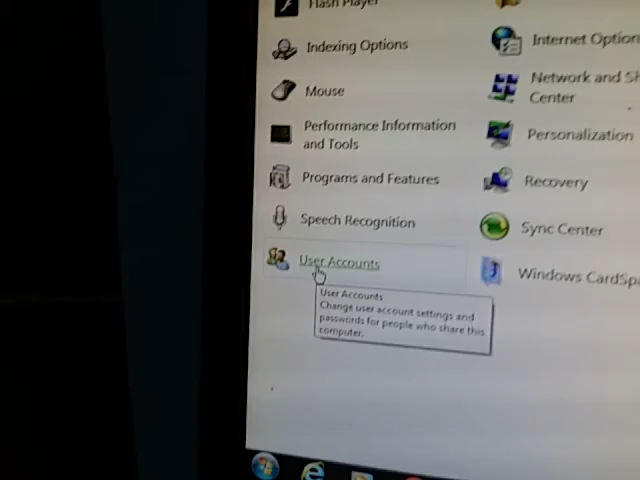 Flash Player
Indexing Options
Internet Option
Mouse
Network and Sh
Center
Performance Information
and Tools
Personalization
Programs and Features
Recovery
Speech Recognition
Sync Center
User Accounts
Windows CardSpa
User Accounts
Change user account settings and
passwords for people who share this
computer.